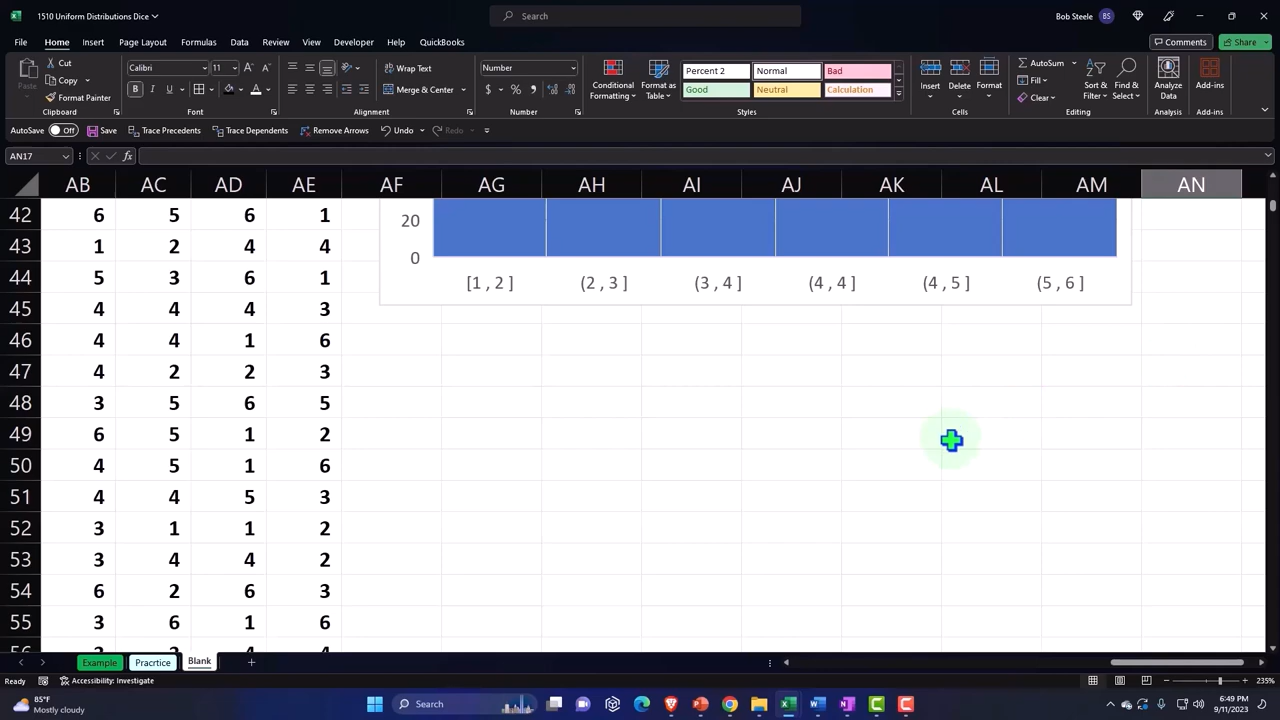 1510 Uniform Distributions Dice
Search
Bob Steele
BS
File Home Insert Page Layout Formulas Data Review View Developer Help QuickBooks
Comments Share
Paste
Cut
Copy
Format Painter
Calibri 11
B I U
Wrap Text
Merge & Center
Number
$ %
Conditional Formatting
Format as Table
Percent 2 Normal Bad
Good Neutral Calculation
Insert Delete Format
AutoSum
Fill
Clear
Sort & Filter
Find & Select
Analyze Data
Add-ins
Clipboard Font Alignment Number Styles Cells Editing Analysis Add-ins
AutoSave Off Save Trace Precedents Trace Dependents Remove Arrows Undo Redo
AN17 fx
AB AC AD AE AF AG AH AI AJ AK AL AM AN
42 6 5 6 1
43 1 2 4 4
44 5 3 6 1
45 4 4 4 3
46 4 4 1 6
47 4 2 2 3
48 3 5 6 5
49 6 5 1 2
50 4 5 1 6
51 4 4 5 3
52 3 1 1 2
53 3 4 4 2
54 6 2 6 3
55 3 6 1 6
20
0
[1 , 2 ] (2 , 3 ] (3 , 4 ] (4 , 4 ] (4 , 5 ] (5 , 6 ]
Example Pracrtice Blank
Ready Accessibility: Investigate
235%
85°F
Mostly cloudy
Search
6:49 PM
9/11/2023